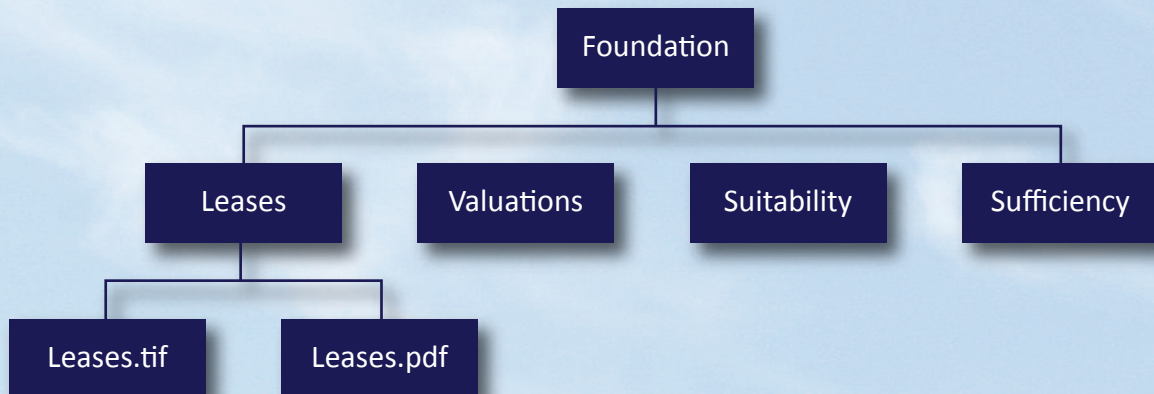 Foundation
Leases
Valuations
Suitability
Sufficiency
Leases.tif
Leases.pdf